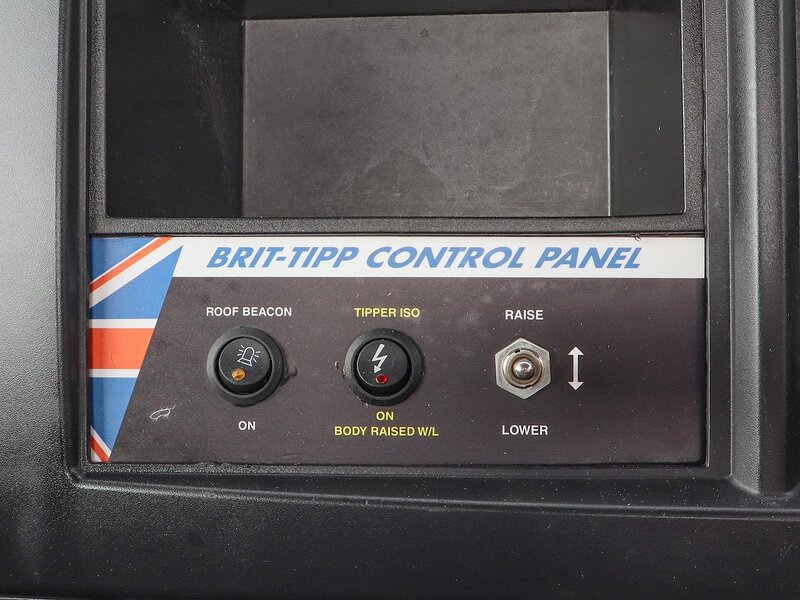 BRIT-TIPP CONTROL PANEL
ROOF BEACON
ON
TIPPER ISO
ON
BODY RAISED W/L
RAISE
LOWER